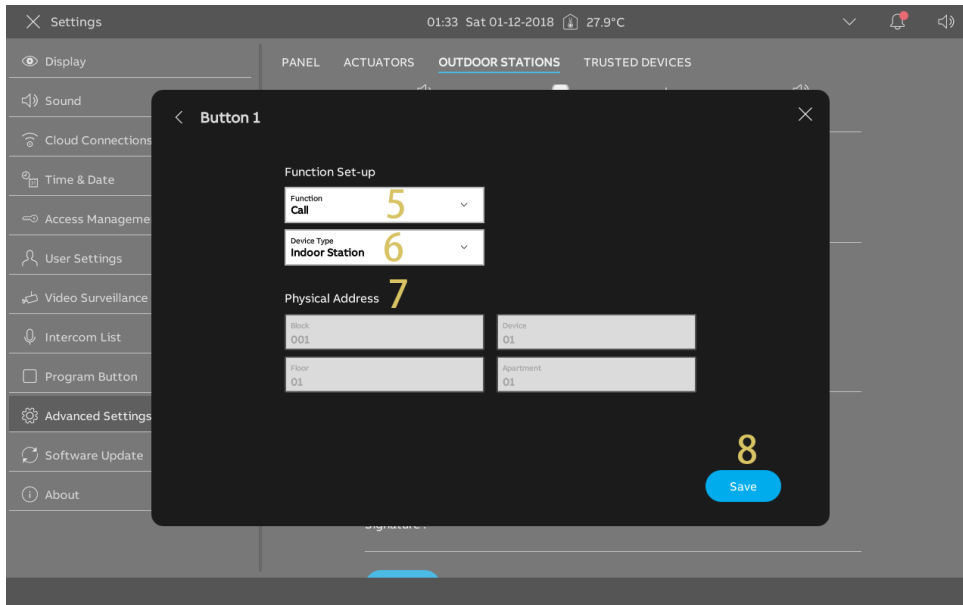 Settings
01:33 Sat 01-12-2018 27.9°C
Display
Sound
Cloud Connections
Time & Date
Access Manageme
User Settings
Video Surveillance
Intercom List
Program Button
Advanced Settings
Software Update
About
PANEL ACTUATORS OUTDOOR STATIONS TRUSTED DEVICES
Button 1
Function Set-up
Function
Call
5
Device Type
Indoor Station
6
Physical Address 7
Block
001
Device
01
Floor
01
Apartment
01
8
Save
Signature :